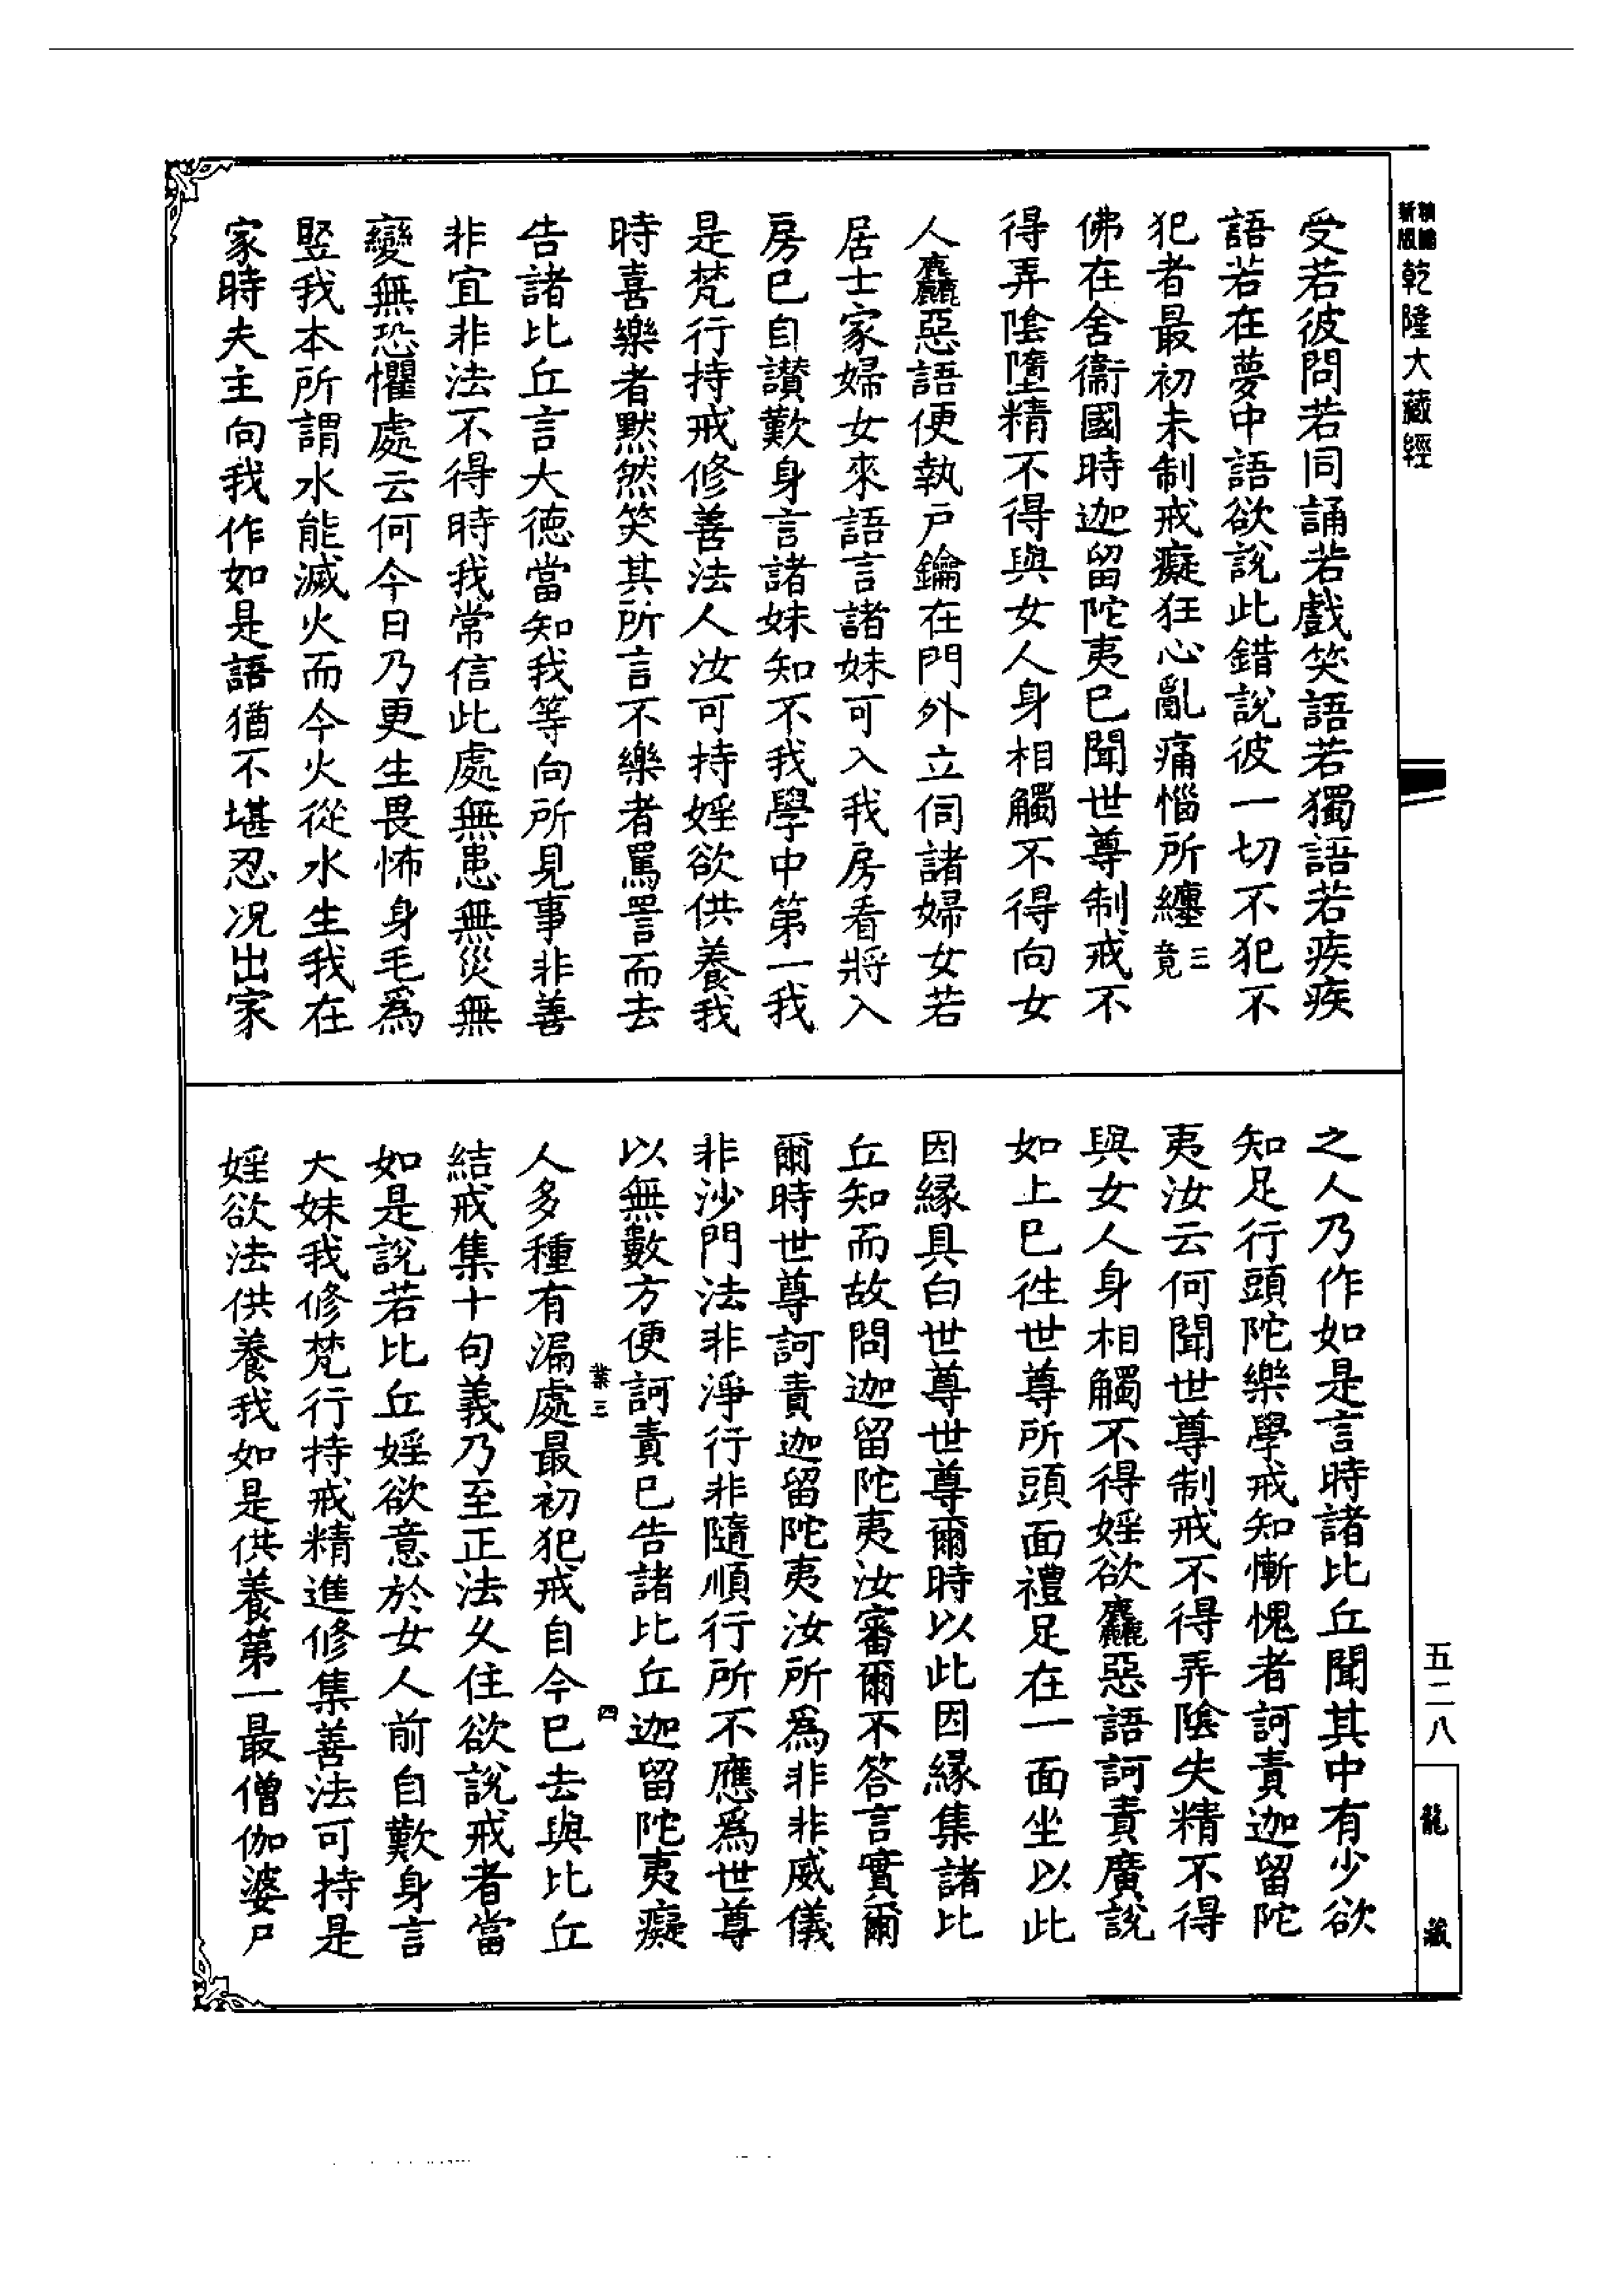 新版
乾隆大藏經
受若彼問若同誦若戲笑語若獨語若疾疾
語若在夢中語欲說此錯說彼一切不犯不
犯者最初未制戒癡狂心亂痛惱所纏三竟
佛在舍衞國時迦留陀夷巳聞世尊制戒不
得弄陰墮精不得與女人身相觸不得向女
人麤惡語便執戶鑰在門外立伺諸婦女若
居士家婦女來語言諸妹可入我房看將入
房巳自讃歎身言諸妹知不我學中第一我
是梵行持戒修善法人汝可持婬欲供養我
時喜樂者黙然笑其所言不樂者罵詈而去
告諸比丘言大德當知我等向所見事非善
非宜非法不得時我常信此處無患無災無
變無恐懼處云何今日乃更生畏怖身毛爲
竪我本所謂水能滅火而今火從水生我在
家時夫主向我作如是語猶不堪忍况出家
之人乃作如是言時諸比丘聞其中有少欲
知足行頭陀樂學戒知慚愧者訶責迦留陀
夷汝云何聞世尊制戒不得弄陰失精不得
與女人身相觸不得婬欲麤惡語訶責廣說
如上巳徃世尊所頭面禮足在一面坐以此
因緣具白世尊世尊爾時以此因緣集諸比
丘知而故問迦留陀夷汝審爾不答言實爾
爾時世尊訶責迦留陀夷汝所爲非非威儀
非沙門法非淨行非隨順行所不應爲世尊
以無數方便訶責巳告諸比丘迦留陀夷癡
業三
四
人多種有漏處最初犯戒自今巳去與比丘
結戒集十句義乃至正法久住欲說戒者當
如是說若比丘婬欲意於女人前自歎身言
大妹我修梵行持戒精進修集善法可持是
婬欲法供養我如是供養第一最僧伽婆尸
五二八
龍藏